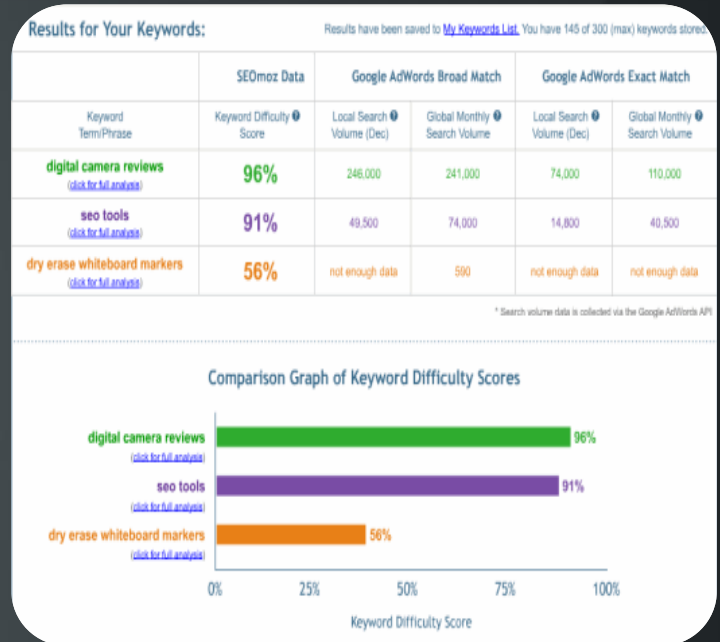 Results for Your Keywords:
Results have been saved to My Keywords List. You have 145 of 300 (max) keywords stored.
SEOmoz Data Google AdWords Broad Match Google AdWords Exact Match
Keyword Keyword Difficulty ? Local Search ? Global Monthly ? Local Search ? Global Monthly ?
Term/Phrase Score Volume (Dec) Search Volume Volume (Dec) Search Volume
digital camera reviews 96% 246,000 241,000 74,000 110,000
(click for full analysis)
seo tools 91% 49,500 74,000 14,800 40,500
(click for full analysis)
dry erase whiteboard markers 56% not enough data 590 not enough data not enough data
(click for full analysis)
* Search volume data is collected via the Google AdWords API
Comparison Graph of Keyword Difficulty Scores
digital camera reviews 96%
(click for full analysis)
seo tools 91%
(click for full analysis)
dry erase whiteboard markers 56%
(click for full analysis)
0% 25% 50% 75% 100%
Keyword Difficulty Score